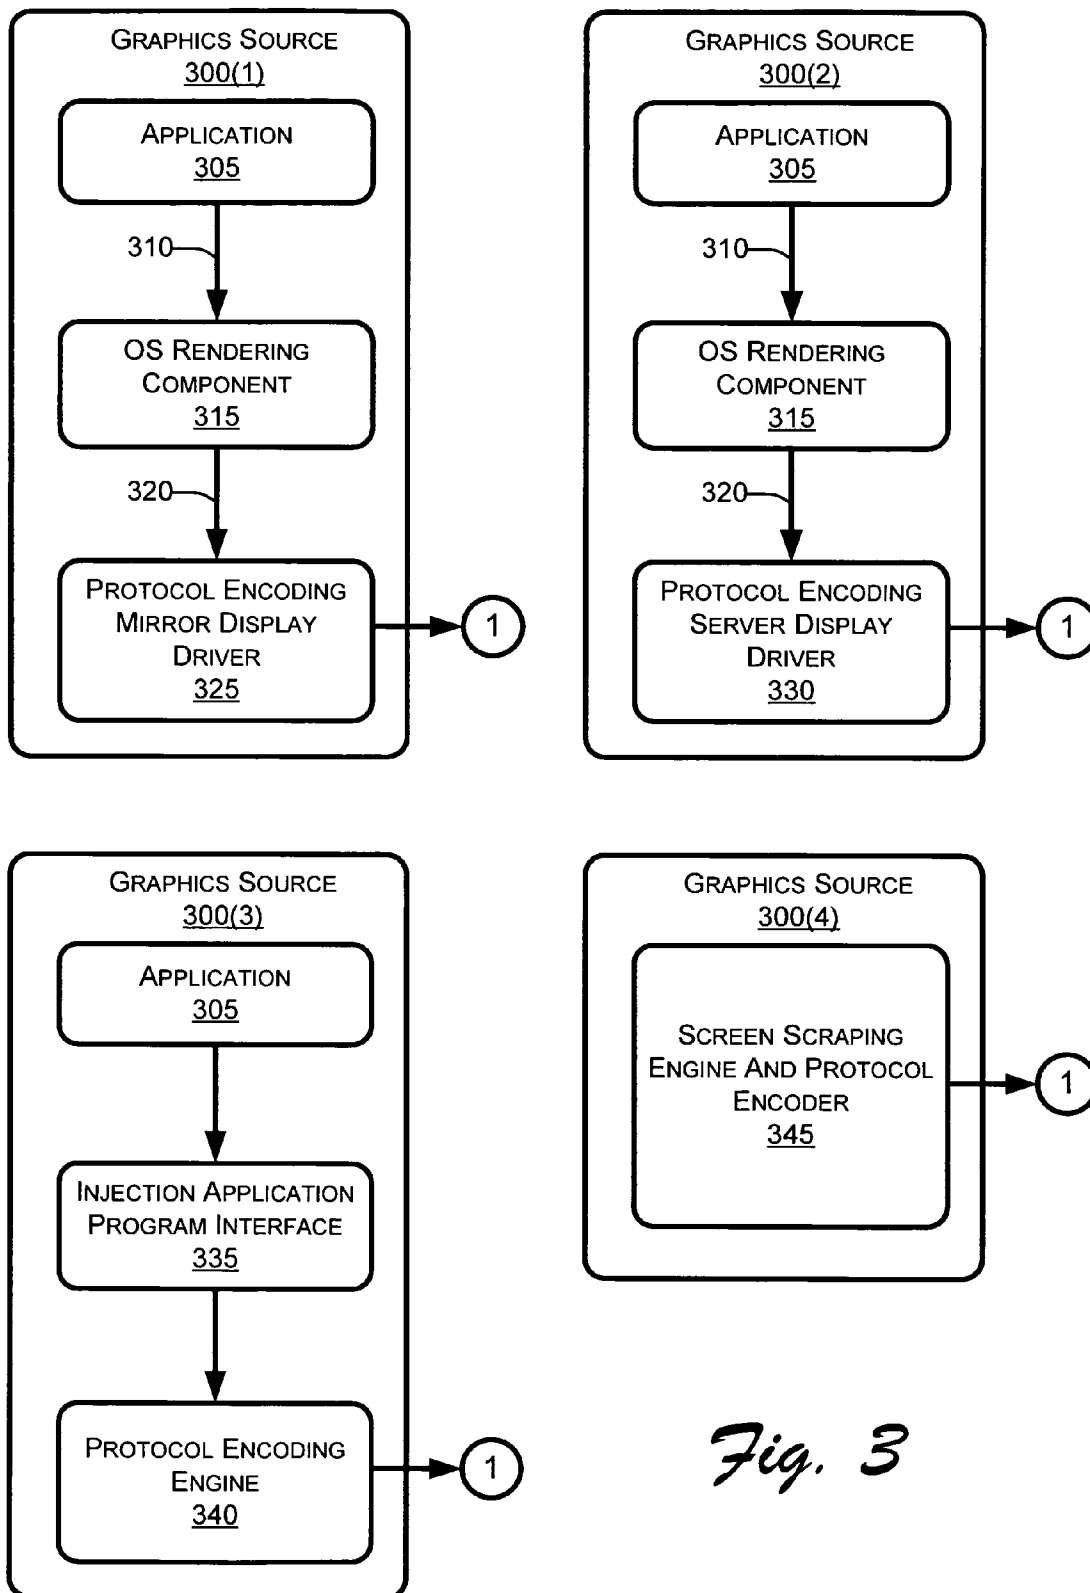 GRAPHICS SOURCE
300(1)
APPLICATION
305
310
OS RENDERING
COMPONENT
315
320
PROTOCOL ENCODING
MIRROR DISPLAY
DRIVER
325
1
GRAPHICS SOURCE
300(2)
APPLICATION
305
310
OS RENDERING
COMPONENT
315
320
PROTOCOL ENCODING
SERVER DISPLAY
DRIVER
330
1
GRAPHICS SOURCE
300(3)
APPLICATION
305
INJECTION APPLICATION
PROGRAM INTERFACE
335
PROTOCOL ENCODING
ENGINE
340
1
GRAPHICS SOURCE
300(4)
SCREEN SCRAPING
ENGINE AND PROTOCOL
ENCODER
345
1
Fig. 3